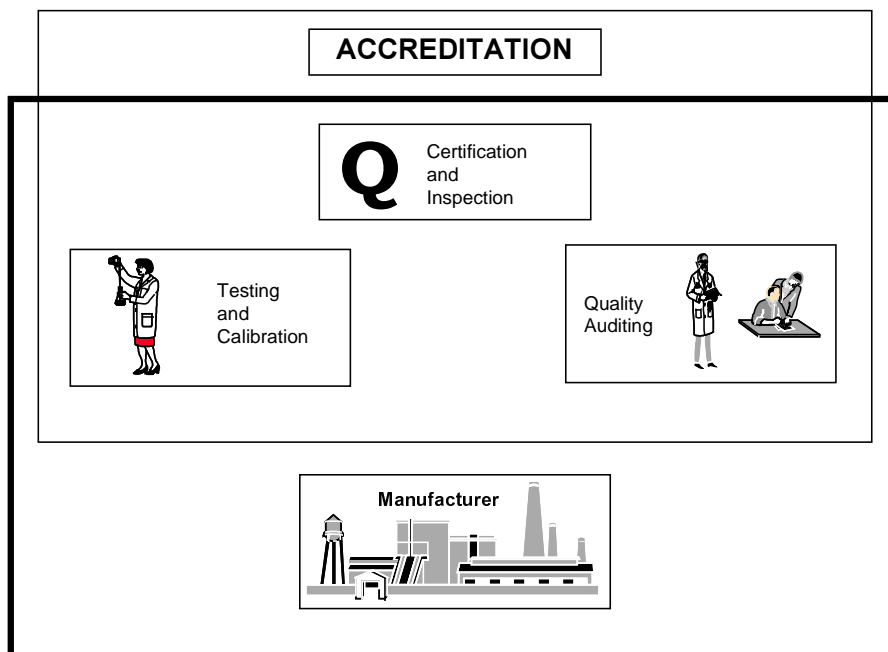 ACCREDITATION
Q
Certification
and
Inspection
Testing
and
Calibration
Quality
Auditing
Manufacturer